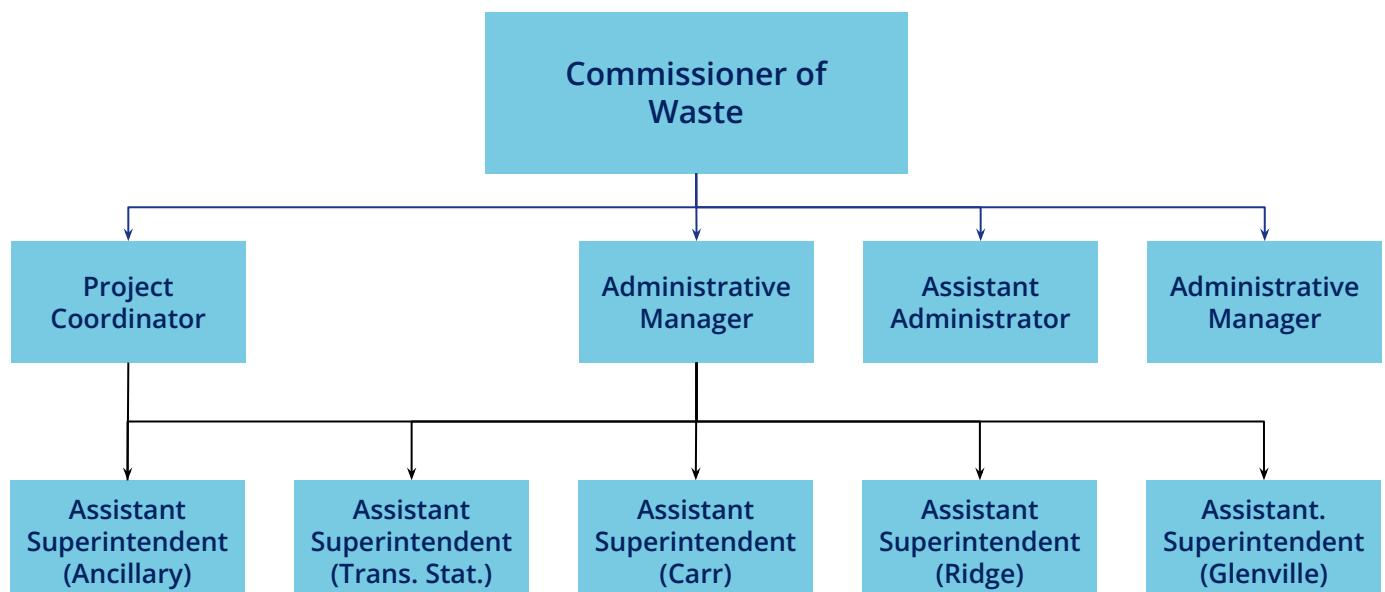 Commissioner of
Waste
Project
Coordinator
Administrative
Manager
Assistant
Administrator
Administrative
Manager
Assistant
Superintendent
(Ancillary)
Assistant
Superintendent
(Trans. Stat.)
Assistant
Superintendent
(Carr)
Assistant
Superintendent
(Ridge)
Assistant.
Superintendent
(Glenville)